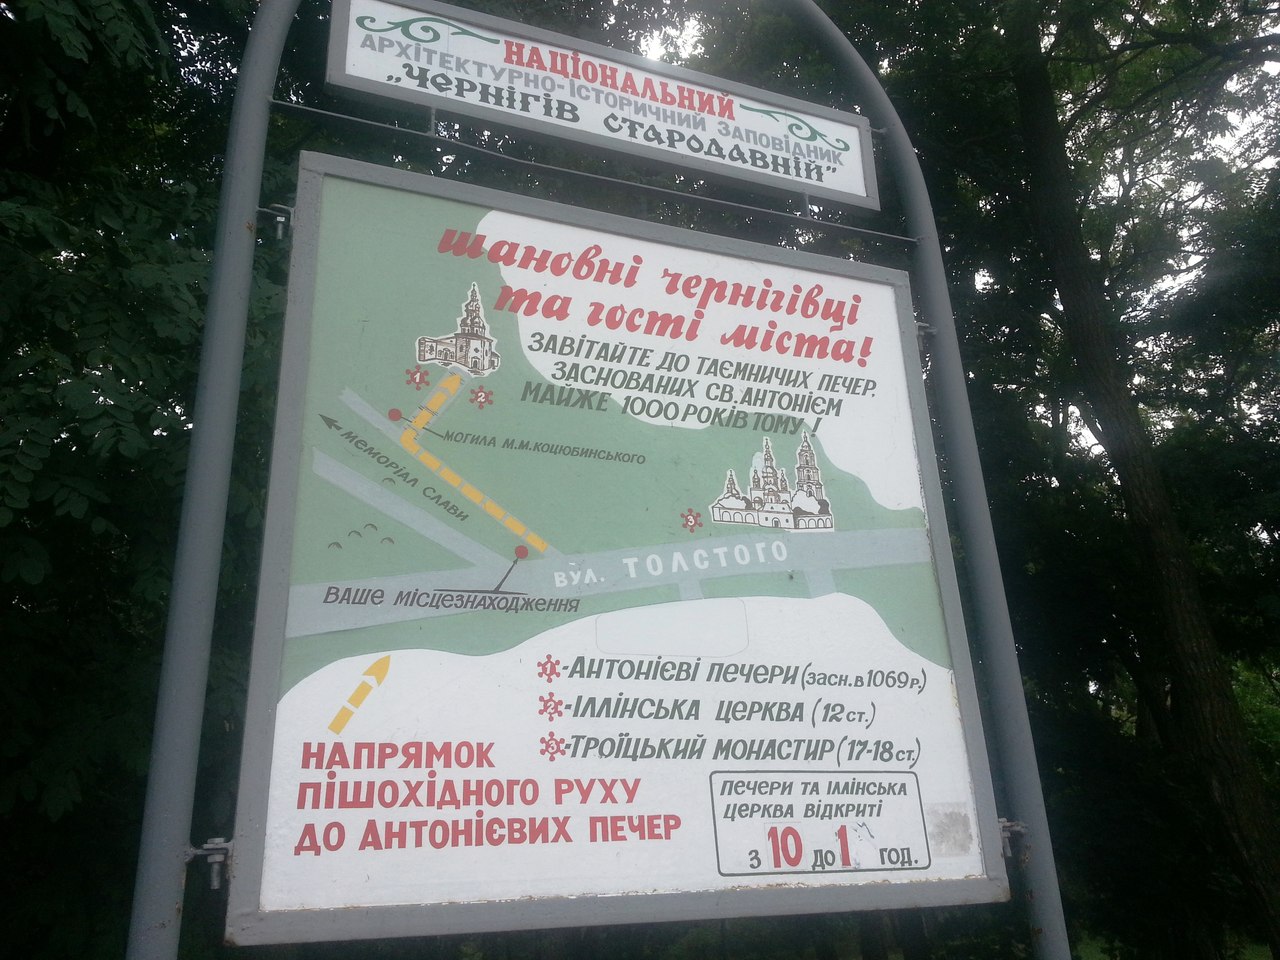 НАЦІОНАЛЬНИЙ
АРХІТЕКТУРНО-ІСТОРИЧНИЙ ЗАПОВІДНИК
„ЧЕРНІГІВ СТАРОДАВНІЙ”
шановні чернігівці
та гості міста!
ЗАВІТАЙТЕ ДО ТАЄМНИЧИХ ПЕЧЕР,
ЗАСНОВАНИХ СВ. АНТОНІЄМ
МАЙЖЕ 1000 РОКІВ ТОМУ!
1
2
МОГИЛА М.М.КОЦЮБИНСЬКОГО
МЕМОРІАЛ СЛАВИ
3
ВУЛ. ТОЛСТОГО
ВАШЕ МІСЦЕЗНАХОДЖЕННЯ
1-АНТОНІЄВІ ПЕЧЕРИ (ЗАСН. В 1069 Р.)
2-ІЛЛІНСЬКА ЦЕРКВА (12 СТ.)
3-ТРОЇЦЬКИЙ МОНАСТИР (17-18 СТ.)
НАПРЯМОК
ПІШОХІДНОГО РУХУ
ДО АНТОНІЄВИХ ПЕЧЕР
ПЕЧЕРИ ТА ІЛЛІНСЬКА
ЦЕРКВА ВІДКРИТІ
З 10 ДО ГОД.